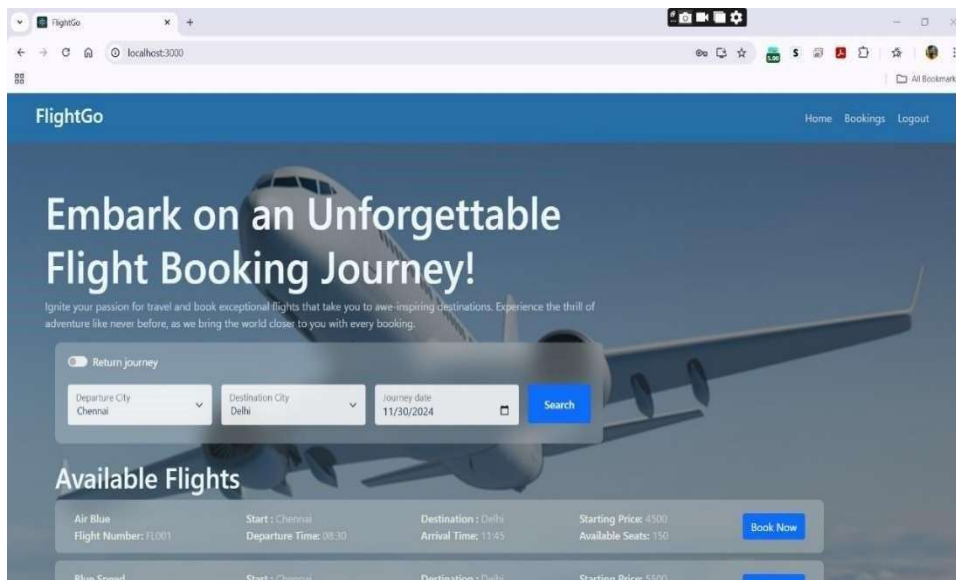 FlightGo
localhost:3000
5.00
S
All Bookmark
FlightGo
Home Bookings Logout
Embark on an Unforgettable
Flight Booking Journey!
Ignite your passion for travel and book exceptional flights that take you to awe-inspiring destinations. Experience the thrill of
adventure like never before, as we bring the world closer to you with every booking.
Return journey
Departure City
Chennai
Destination City
Delhi
Journey date
11/30/2024
Search
Available Flights
Air Blue Start : Chennai Destination : Delhi Starting Price: 4500
Flight Number: FL001 Departure Time: 08:30 Arrival Time: 11:45 Available Seats: 150
Book Now
Blue Speed Start : Chennai Destination : Delhi Starting Price: 5500